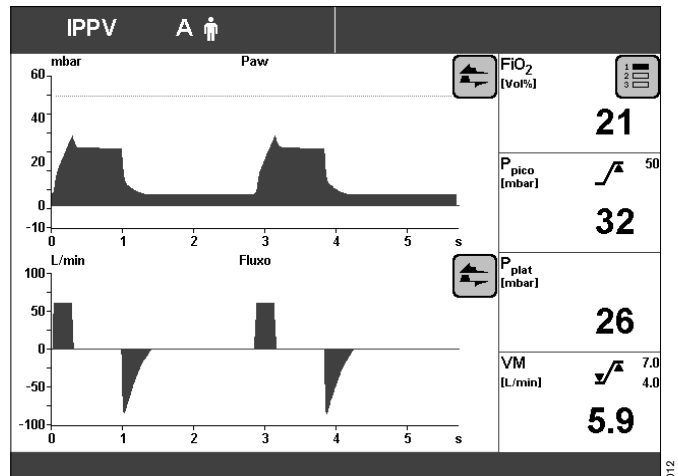 IPPV A
mbar Paw
60
40
20
0
-10
0 1 2 3 4 5 s
L/min Fluxo
100
50
0
-50
-100
0 1 2 3 4 5 s
FiO2
[Vol%]
1
2
3
21
Ppico
[mbar]
50
32
Pplat
[mbar]
26
VM
[L/min]
7.0
4.0
5.9
012